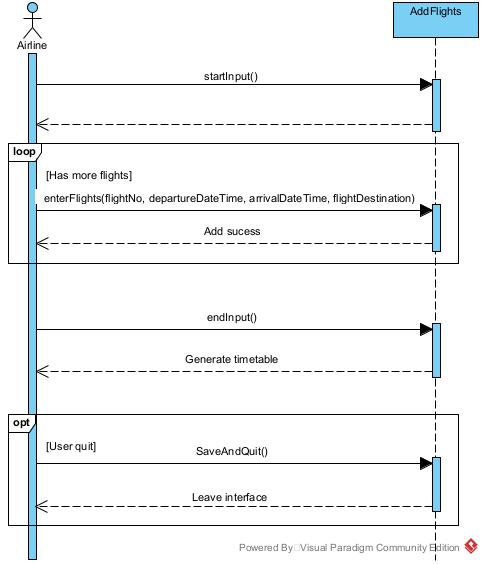 AddFlights
Airline
startInput()
loop
[Has more flights]
enterFlights(flightNo, departureDateTime, arrivalDateTime, flightDestination)
Add sucess
endInput()
Generate timetable
opt
[User quit]
SaveAndQuit()
Leave interface
Powered By Visual Paradigm Community Edition